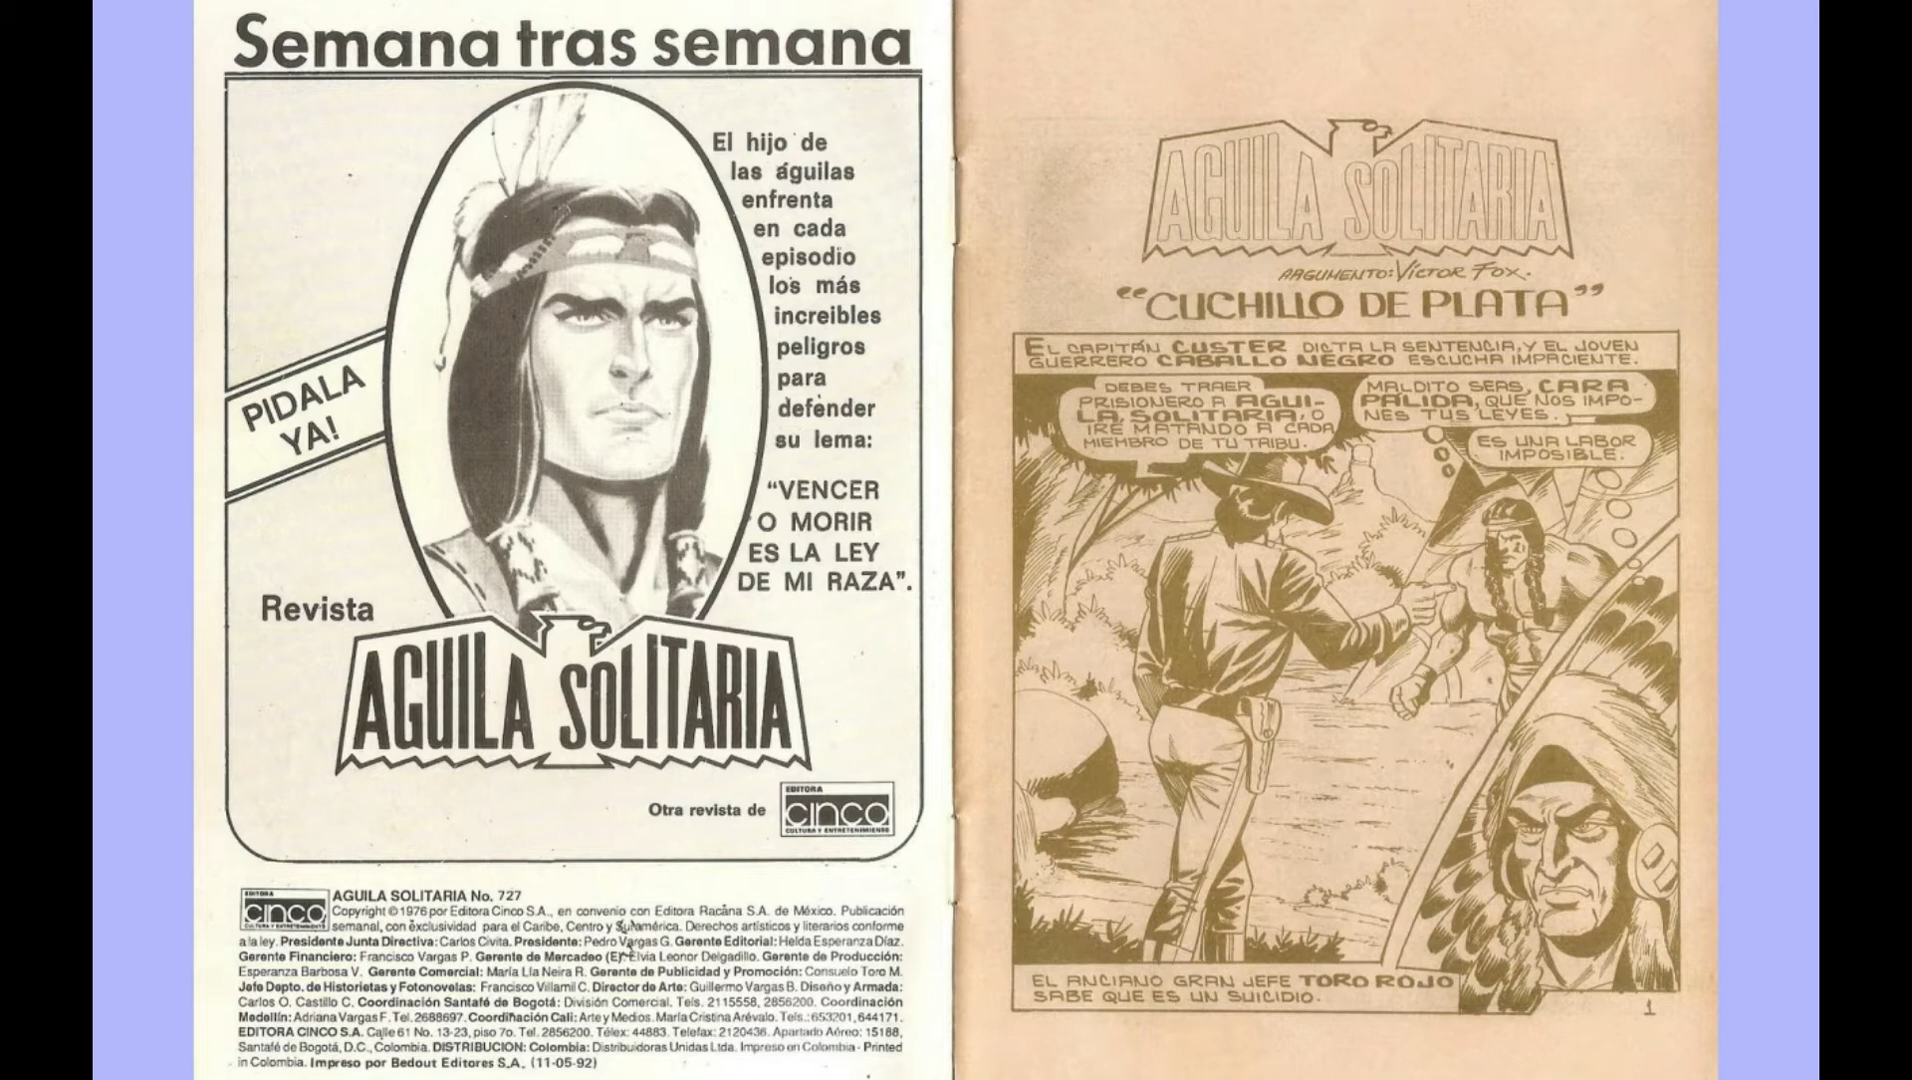 Semana tras semana
El hijo de
las águilas
enfrenta
en cada
episodio
los más
increibles
peligros
para
defender
su lema:
"VENCER
O MORIR
ES LA LEY
DE MI RAZA".
PIDALA
YA!
Revista
AGUILA SOLITARIA
Otra revista de
EDITORA
CINCO
CULTURA Y ENTRETENIMIENTO
EDITORA
CINCO
CULTURA Y ENTRETENIMIENTO
AGUILA SOLITARIA No. 727
Copyright © 1976 por Editora Cinco S.A., en convenio con Editora Racana S.A. de México. Publicación
semanal, con exclusividad para el Caribe, Centro y Suramérica. Derechos artísticos y literarios conforme
a la ley. Presidente Junta Directiva: Carlos Civita. Presidente: Pedro Vargas G. Gerente Editorial: Helda Esperanza Díaz.
Gerente Financiero: Francisco Vargas P. Gerente de Mercadeo (E): Elvia Leonor Delgadillo. Gerente de Producción:
Esperanza Barbosa V. Gerente Comercial: María Lía Neira R. Gerente de Publicidad y Promoción: Consuelo Toro M.
Jefe Depto. de Historietas y Fotonovelas: Francisco Villamil C. Director de Arte: Guillermo Vargas B. Diseño y Armada:
Carlos O. Castillo C. Coordinación Santafé de Bogotá: División Comercial. Tels. 2115558, 2856200. Coordinación
Medellín: Adriana Vargas F. Tel. 2688697. Coordinación Cali: Arte y Medios. María Cristina Arévalo. Tels.: 653201, 644171.
EDITORA CINCO S.A. Calle 61 No. 13-23, piso 7o. Tel. 2856200. Télex: 44883. Telefax: 2120436. Apartado Aéreo: 15188,
Santafé de Bogotá, D.C., Colombia. DISTRIBUCION: Colombia: Distribuidoras Unidas Ltda. Impreso en Colombia - Printed
in Colombia. Impreso por Bedout Editores S.A. (11-05-92)
AGUILA SOLITARIA
ARGUMENTO: VÍCTOR FOX.
"CUCHILLO DE PLATA"
EL CAPITÁN CUSTER DICTA LA SENTENCIA, Y EL JOVEN
GUERRERO CABALLO NEGRO ESCUCHA IMPACIENTE.
DEBES TRAER
PRISIONERO A AGUI-
LA SOLITARIA, O
IRÉ MATANDO A CADA
MIEMBRO DE TU TRIBU.
MALDITO SEAS, CARA
PÁLIDA, QUE NOS IMPO-
NES TUS LEYES.
ES UNA LABOR
IMPOSIBLE.
EL ANCIANO GRAN JEFE TORO ROJO
SABE QUE ES UN SUICIDIO.
1